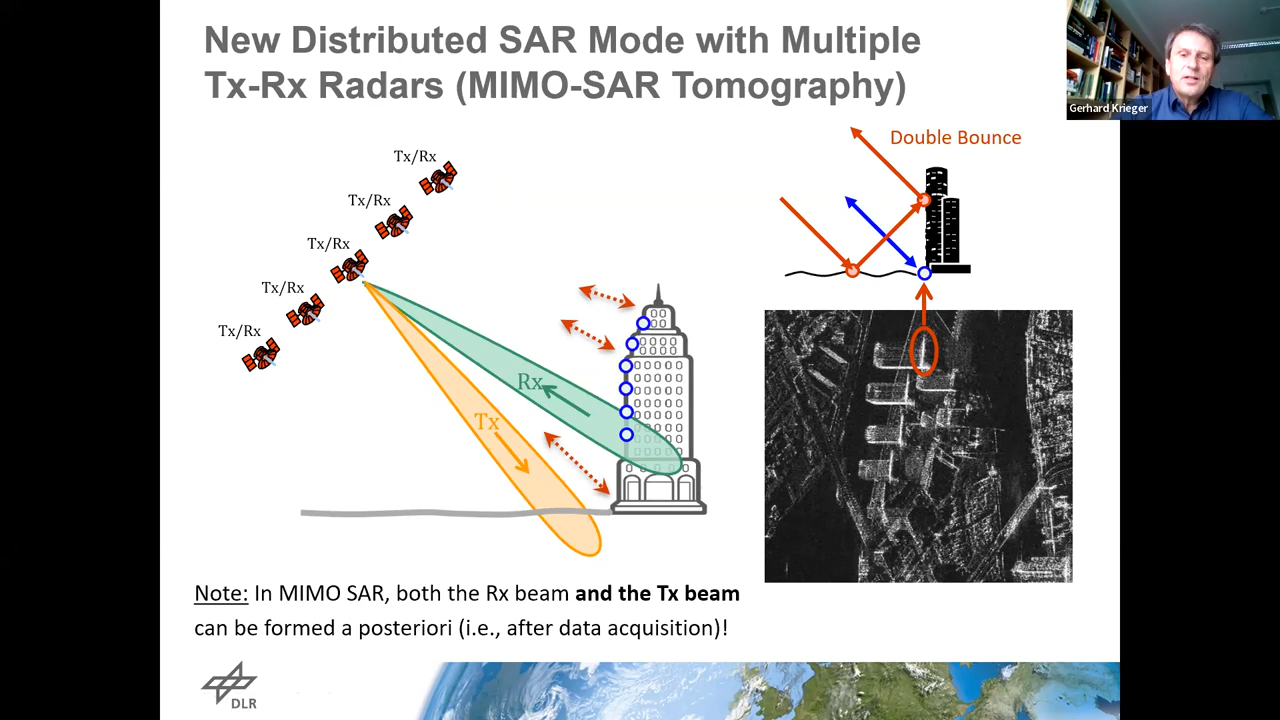 New Distributed SAR Mode with Multiple
Tx-Rx Radars (MIMO-SAR Tomography)
Gerhard Krieger
Double Bounce
Tx/Rx
Tx/Rx
Tx/Rx
Tx/Rx
Tx/Rx
Rx
Tx
Note: In MIMO SAR, both the Rx beam and the Tx beam
can be formed a posteriori (i.e., after data acquisition)!
DLR